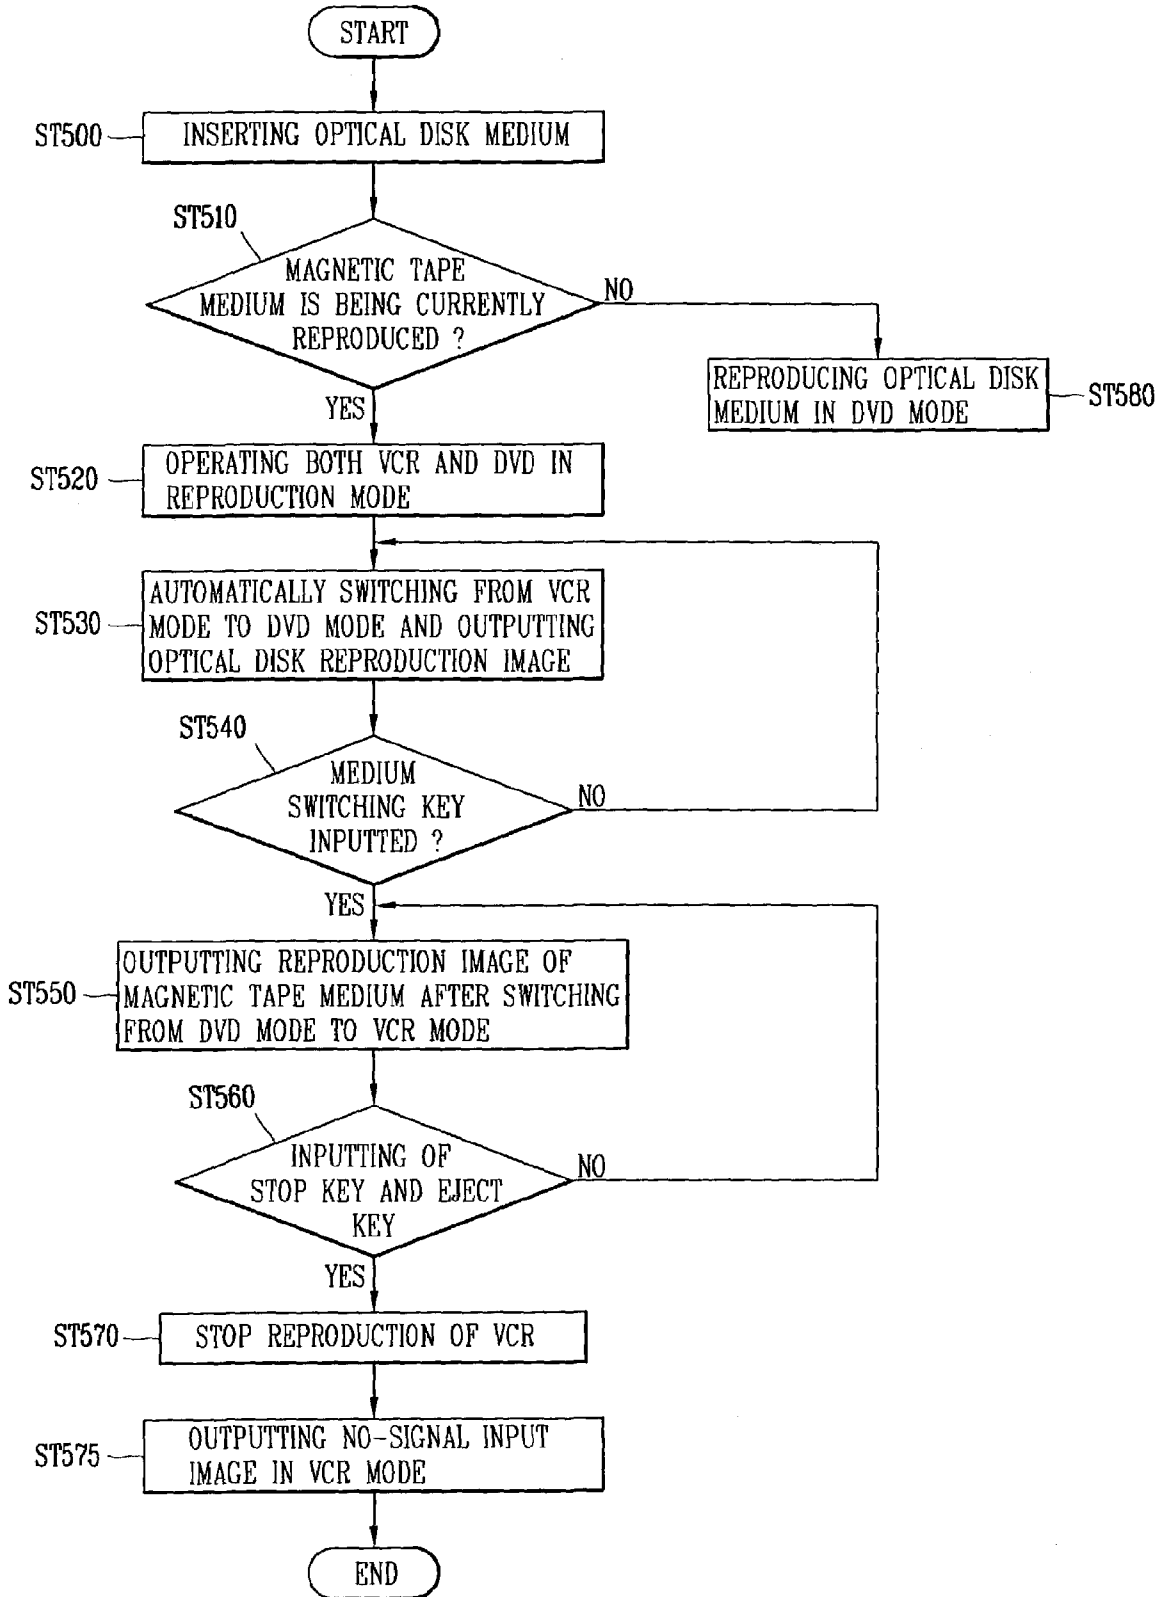 START
ST500
INSERTING OPTICAL DISK MEDIUM
ST510
MAGNETIC TAPE
MEDIUM IS BEING CURRENTLY
REPRODUCED ?
NO
YES
REPRODUCING OPTICAL DISK
MEDIUM IN DVD MODE
ST580
ST520
OPERATING BOTH VCR AND DVD IN
REPRODUCTION MODE
ST530
AUTOMATICALLY SWITCHING FROM VCR
MODE TO DVD MODE AND OUTPUTTING
OPTICAL DISK REPRODUCTION IMAGE
ST540
MEDIUM
SWITCHING KEY
INPUTTED ?
NO
YES
ST550
OUTPUTTING REPRODUCTION IMAGE OF
MAGNETIC TAPE MEDIUM AFTER SWITCHING
FROM DVD MODE TO VCR MODE
ST560
INPUTTING OF
STOP KEY AND EJECT
KEY
NO
YES
ST570
STOP REPRODUCTION OF VCR
ST575
OUTPUTTING NO-SIGNAL INPUT
IMAGE IN VCR MODE
END